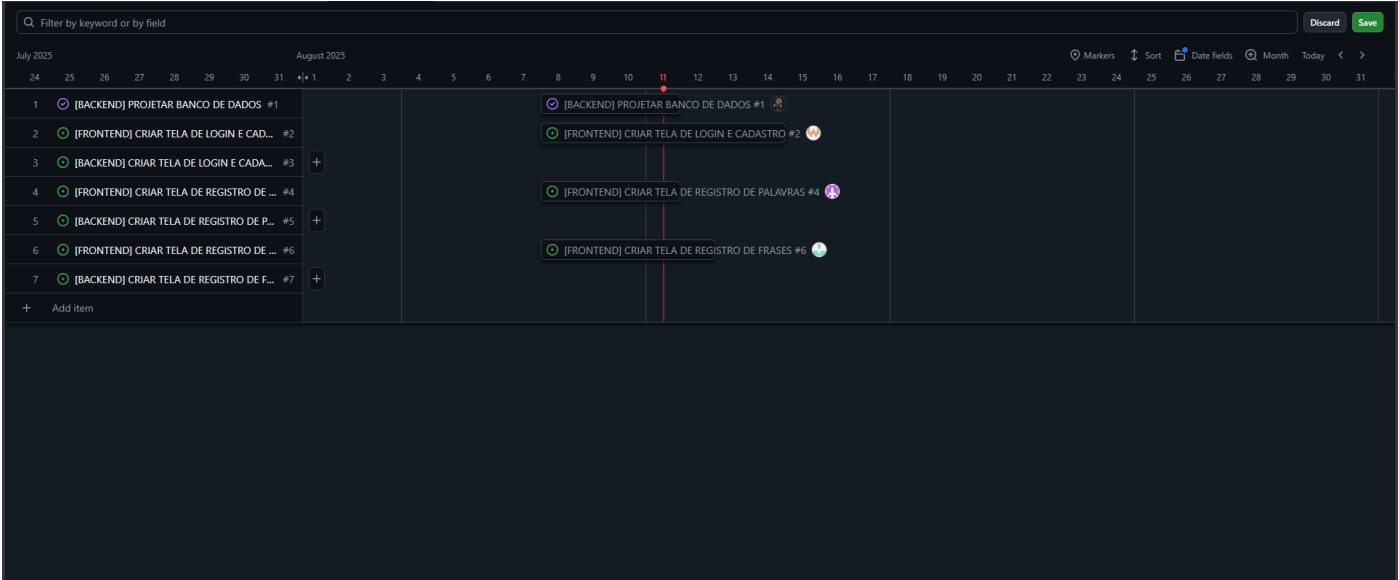 Filter by keyword or by field Discard Save
July 2025 August 2025 Markers Sort Date fields Month Today
24 25 26 27 28 29 30 31 1 2 3 4 5 6 7 8 9 10 11 12 13 14 15 16 17 18 19 20 21 22 23 24 25 26 27 28 29 30 31
1 [BACKEND] PROJETAR BANCO DE DADOS #1 [BACKEND] PROJETAR BANCO DE DADOS #1
2 [FRONTEND] CRIAR TELA DE LOGIN E CAD... #2 [FRONTEND] CRIAR TELA DE LOGIN E CADASTRO #2
3 [BACKEND] CRIAR TELA DE LOGIN E CADA... #3 +
4 [FRONTEND] CRIAR TELA DE REGISTRO DE ... #4 [FRONTEND] CRIAR TELA DE REGISTRO DE PALAVRAS #4
5 [BACKEND] CRIAR TELA DE REGISTRO DE P... #5 +
6 [FRONTEND] CRIAR TELA DE REGISTRO DE ... #6 [FRONTEND] CRIAR TELA DE REGISTRO DE FRASES #6
7 [BACKEND] CRIAR TELA DE REGISTRO DE F... #7 +
+ Add item